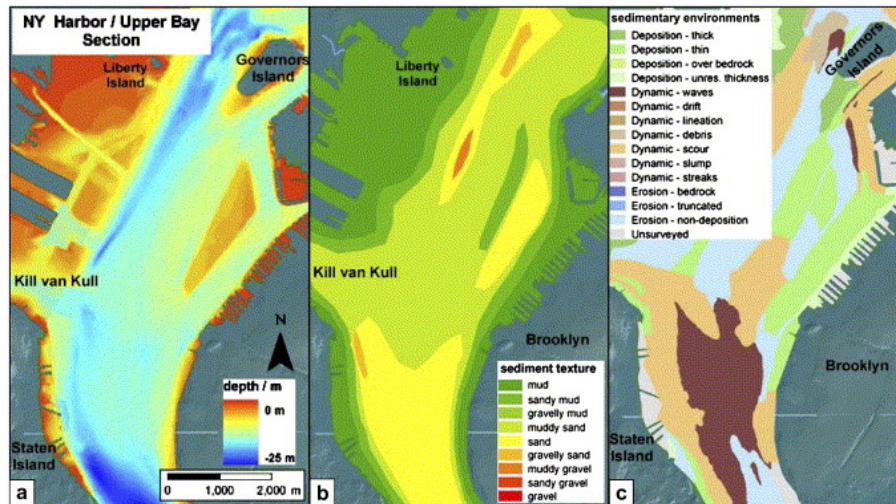 NY Harbor / Upper Bay
Section
Liberty
Island
Governors
Island
Kill van Kull
N
depth / m
0 m
-25 m
Staten
Island
0 1,000 2,000 m
a
Liberty
Island
Kill van Kull
Brooklyn
sediment texture
mud
sandy mud
gravelly mud
muddy sand
sand
gravelly sand
muddy gravel
sandy gravel
gravel
b
sedimentary environments
Deposition - thick
Deposition - thin
Deposition - over bedrock
Deposition - unres. thickness
Dynamic - waves
Dynamic - drift
Dynamic - lineation
Dynamic - debris
Dynamic - scour
Dynamic - slump
Dynamic - streaks
Erosion - bedrock
Erosion - truncated
Erosion - non-deposition
Unsurveyed
Governors
Island
Brooklyn
Staten
Island
c